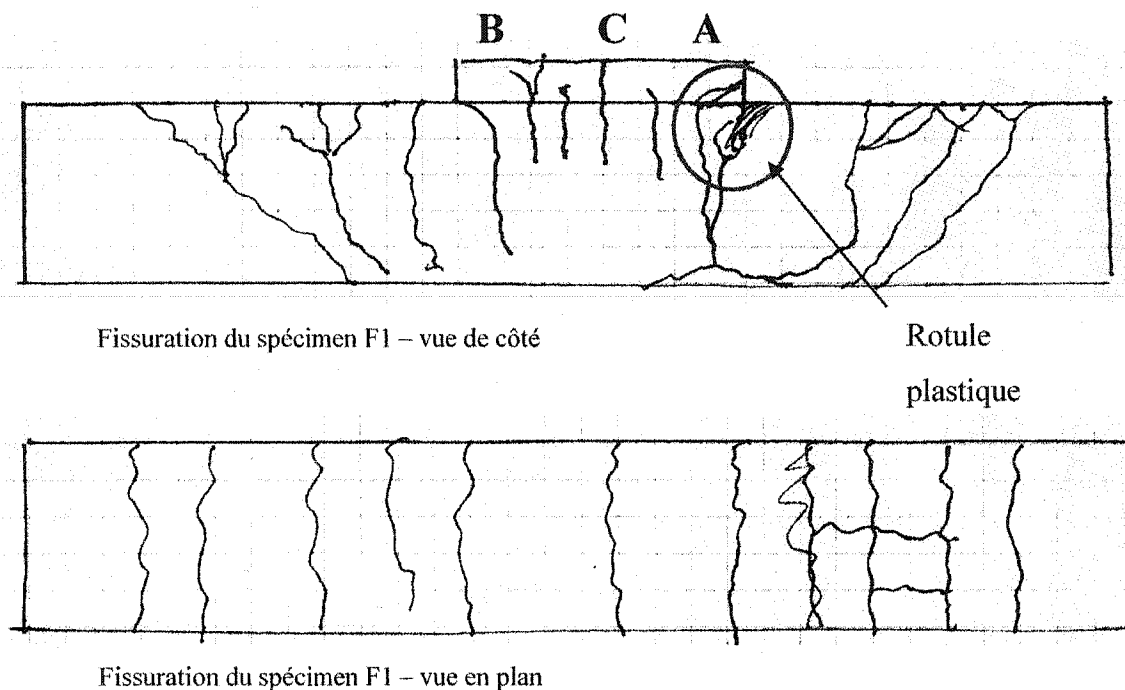 B C A
Fissuration du spécimen F1 – vue de côté
Rotule
plastique
Fissuration du spécimen F1 – vue en plan